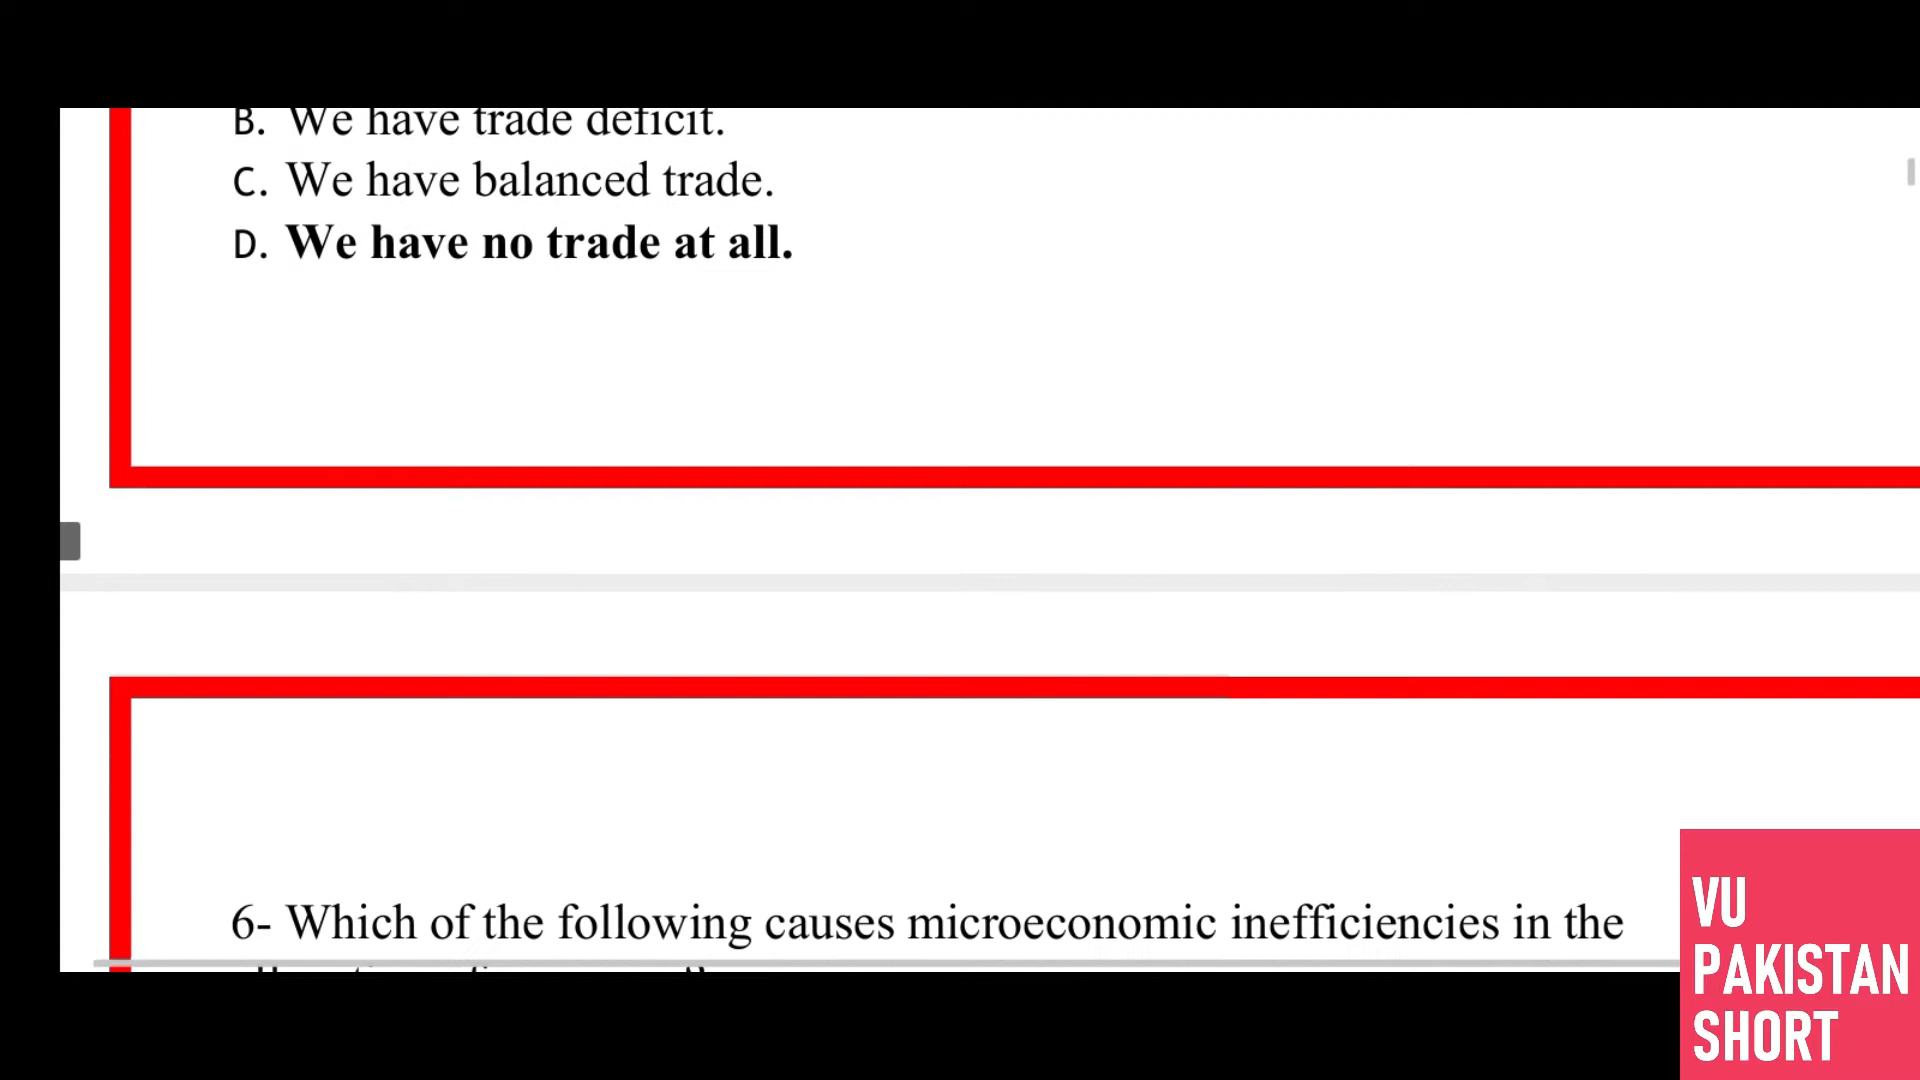 B. We have trade deficit.
C. We have balanced trade.
D. We have no trade at all.
6- Which of the following causes microeconomic inefficiencies in the
VU
PAKISTAN
SHORT